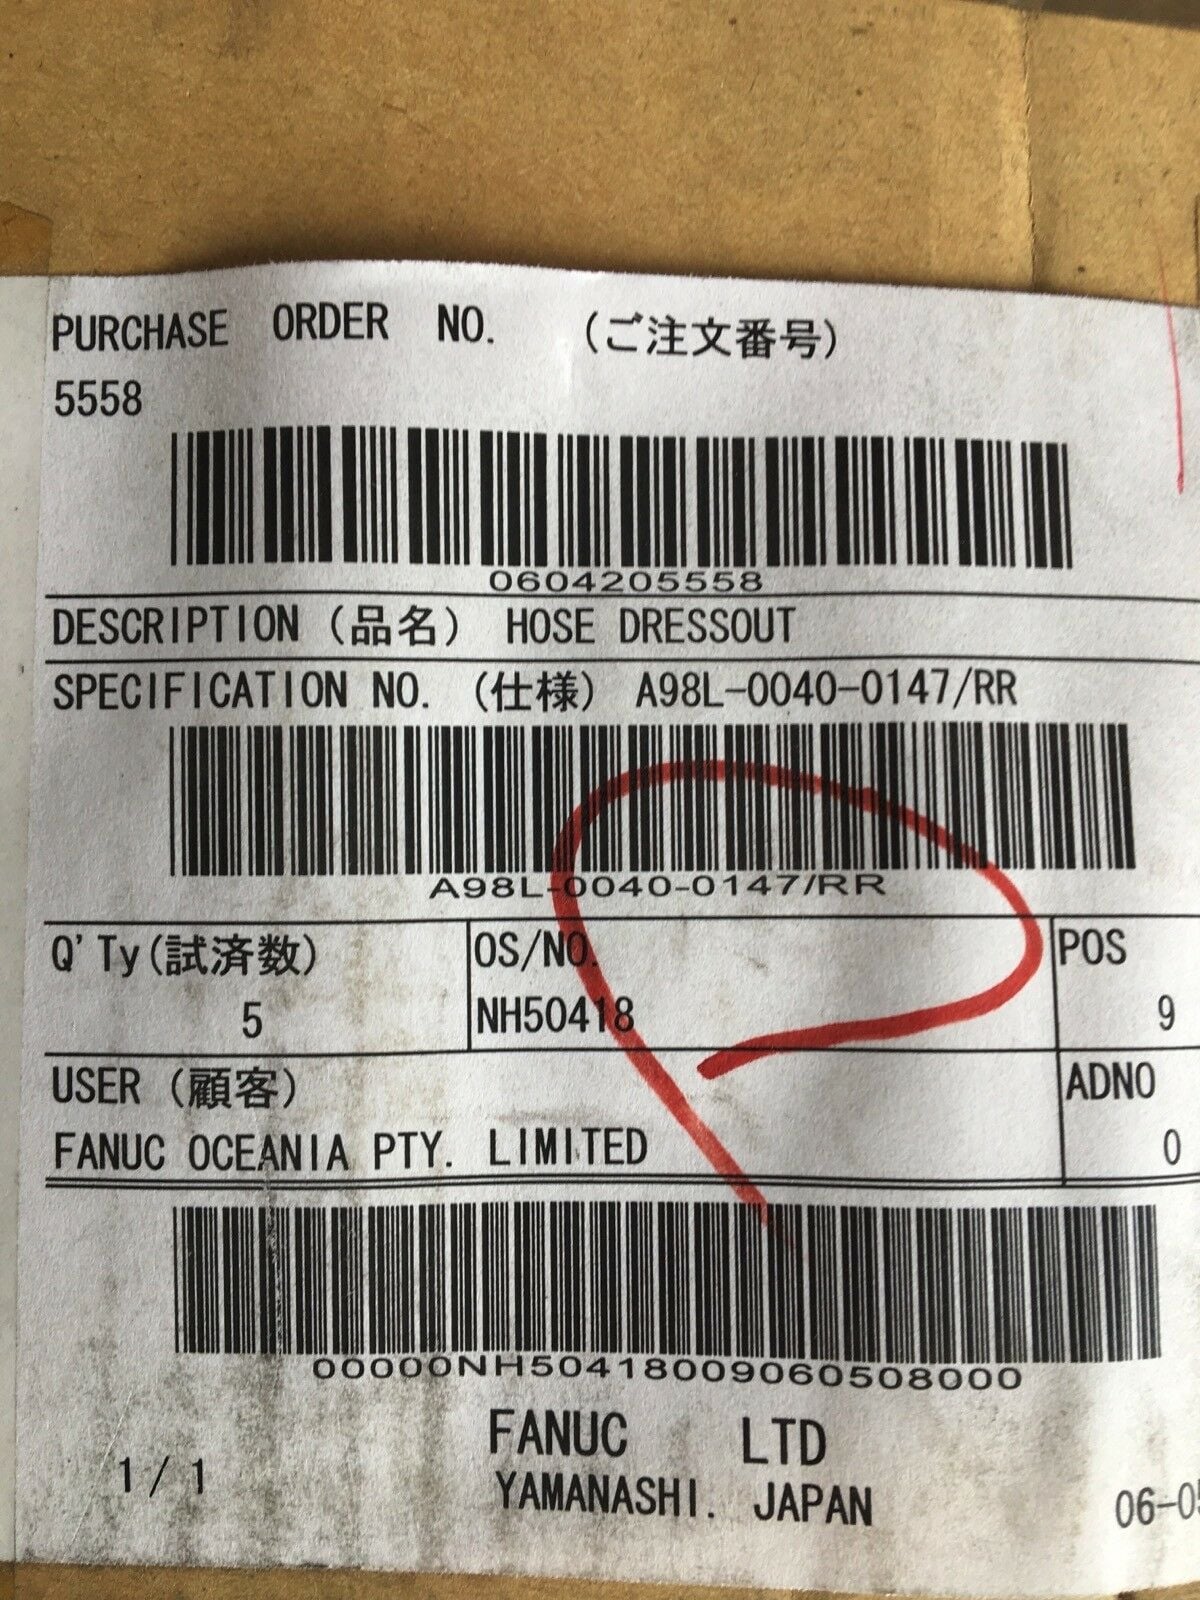 PURCHASE ORDER NO. (ご注文番号)
5558
0604205558
DESCRIPTION (品名) HOSE DRESSOUT
SPECIFICATION NO. (仕様) A98L-0040-0147/RR
A98L-0040-0147/RR
Q'Ty(試済数) OS/NO. POS
5 NH50418 9
USER (顧客) ADNO
FANUC OCEANIA PTY. LIMITED 0
00000NH50418009060508000
FANUC LTD
1/1 YAMANASHI. JAPAN 06-05